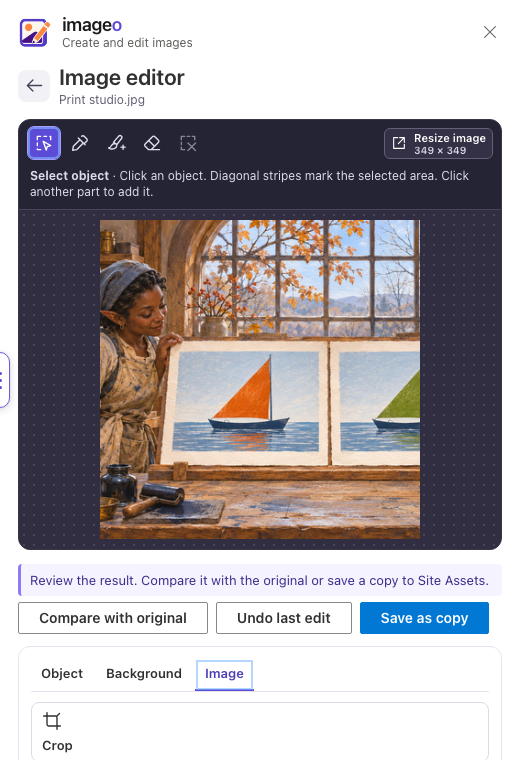 imageo
Create and edit images
Image editor
Print studio.jpg
Resize image
349 × 349
Select object · Click an object. Diagonal stripes mark the selected area. Click
another part to add it.
Review the result. Compare it with the original or save a copy to Site Assets.
Compare with original
Undo last edit
Save as copy
Object
Background
Image
Crop